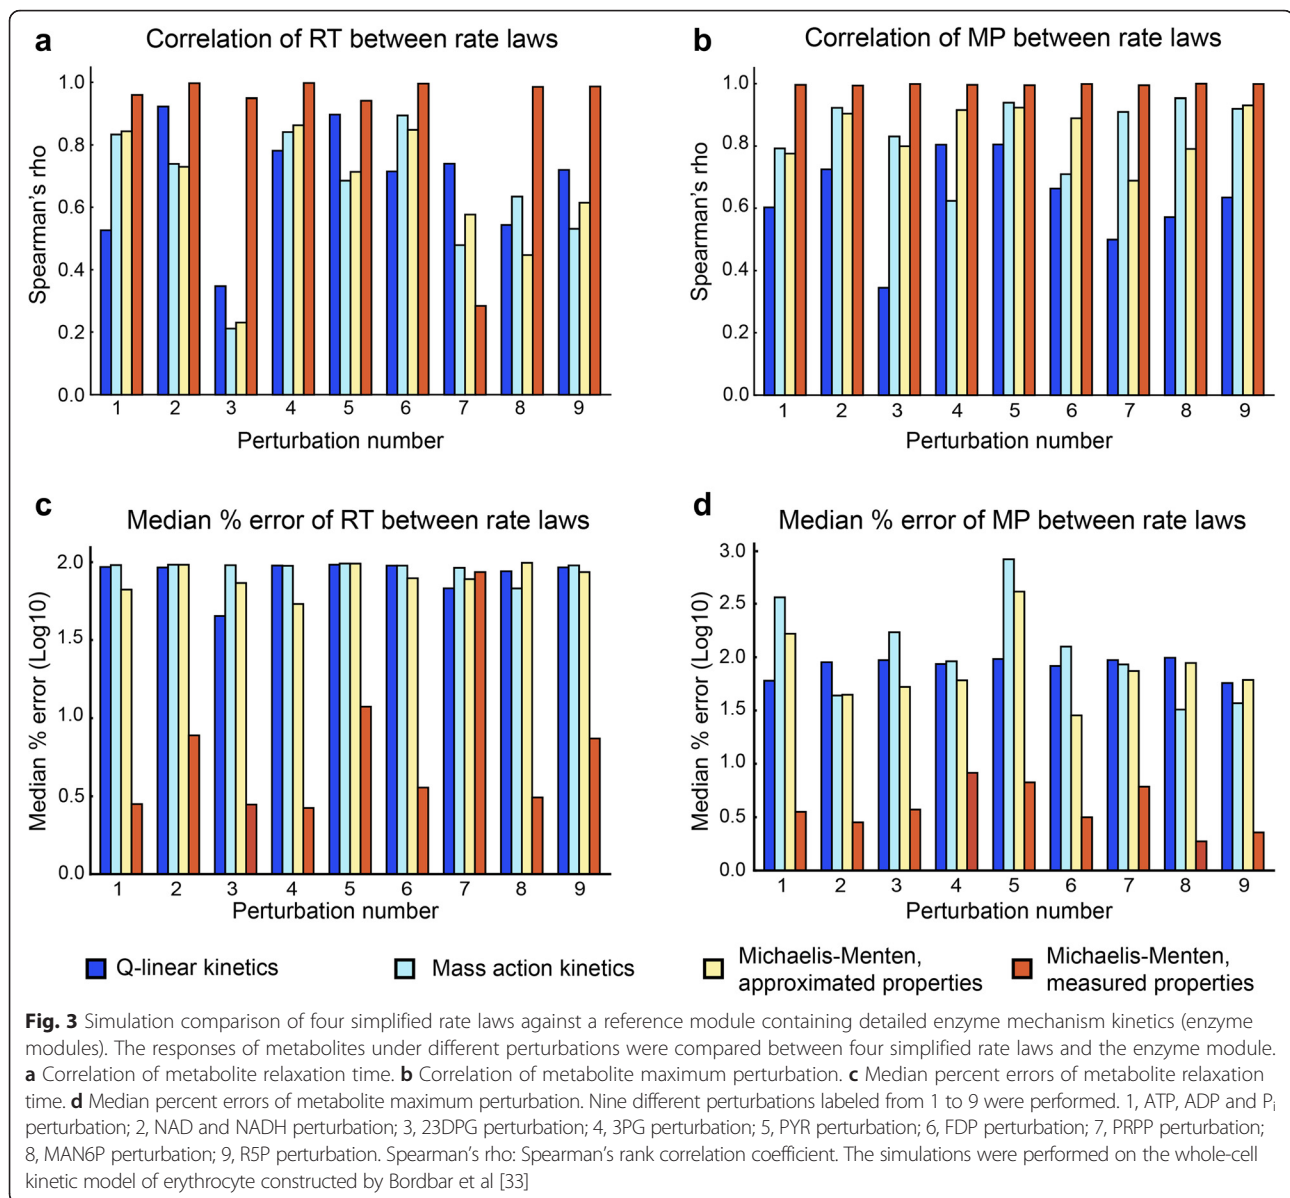 a Correlation of RT between rate laws
Spearman's rho
1.0
0.8
0.6
0.4
0.2
0.0
1 2 3 4 5 6 7 8 9
Perturbation number
b Correlation of MP between rate laws
Spearman's rho
1.0
0.8
0.6
0.4
0.2
0.0
1 2 3 4 5 6 7 8 9
Perturbation number
c Median % error of RT between rate laws
Median % error (Log10)
2.0
1.5
1.0
0.5
0.0
1 2 3 4 5 6 7 8 9
Perturbation number
d Median % error of MP between rate laws
Median % error (Log10)
3.0
2.5
2.0
1.5
1.0
0.5
0.0
1 2 3 4 5 6 7 8 9
Perturbation number
Q-linear kinetics
Mass action kinetics
Michaelis-Menten,
approximated properties
Michaelis-Menten,
measured properties
Fig. 3 Simulation comparison of four simplified rate laws against a reference module containing detailed enzyme mechanism kinetics (enzyme
modules). The responses of metabolites under different perturbations were compared between four simplified rate laws and the enzyme module.
a Correlation of metabolite relaxation time. b Correlation of metabolite maximum perturbation. c Median percent errors of metabolite relaxation
time. d Median percent errors of metabolite maximum perturbation. Nine different perturbations labeled from 1 to 9 were performed. 1, ATP, ADP and Pi
perturbation; 2, NAD and NADH perturbation; 3, 23DPG perturbation; 4, 3PG perturbation; 5, PYR perturbation; 6, FDP perturbation; 7, PRPP perturbation;
8, MAN6P perturbation; 9, R5P perturbation. Spearman's rho: Spearman's rank correlation coefficient. The simulations were performed on the whole-cell
kinetic model of erythrocyte constructed by Bordbar et al [33]